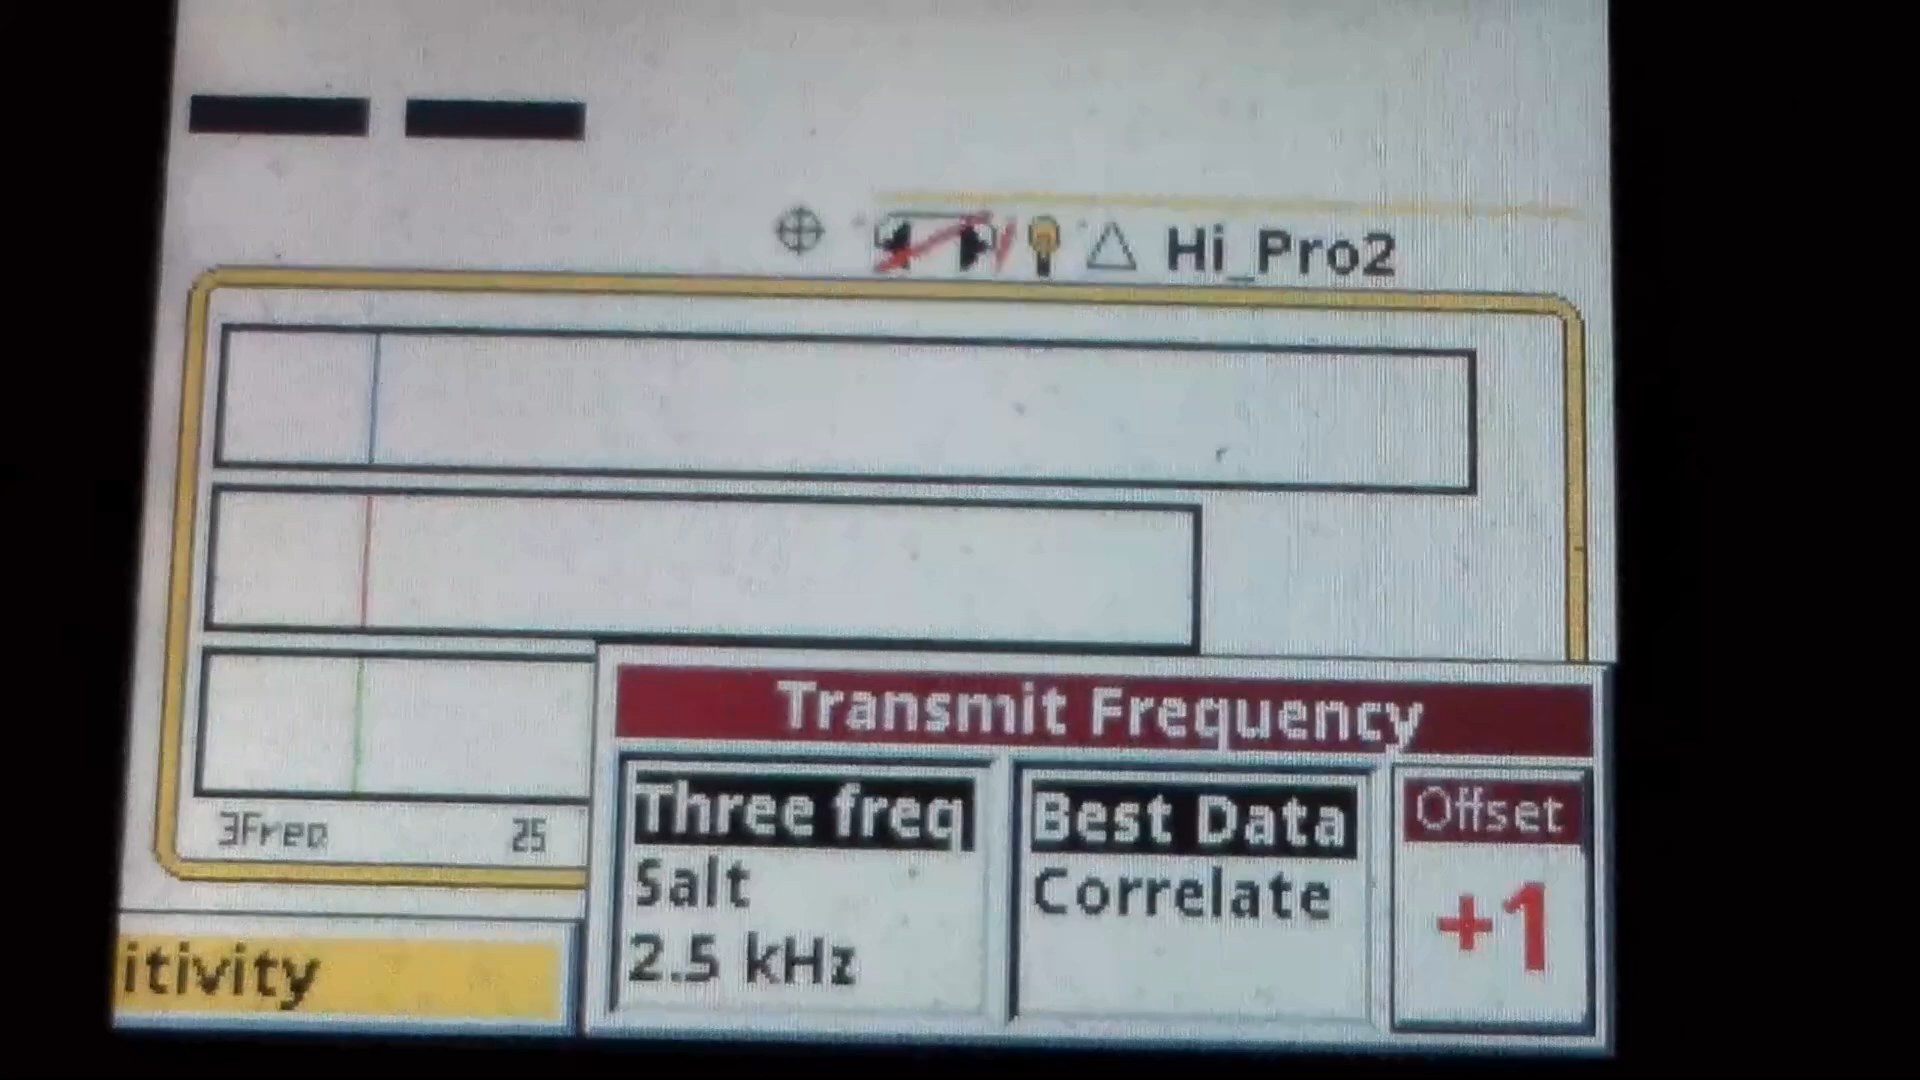 Hi_Pro2
Transmit Frequency
Three freq
Best Data
Offset
Salt
Correlate
+1
2.5 kHz
3Freq
25
itivity